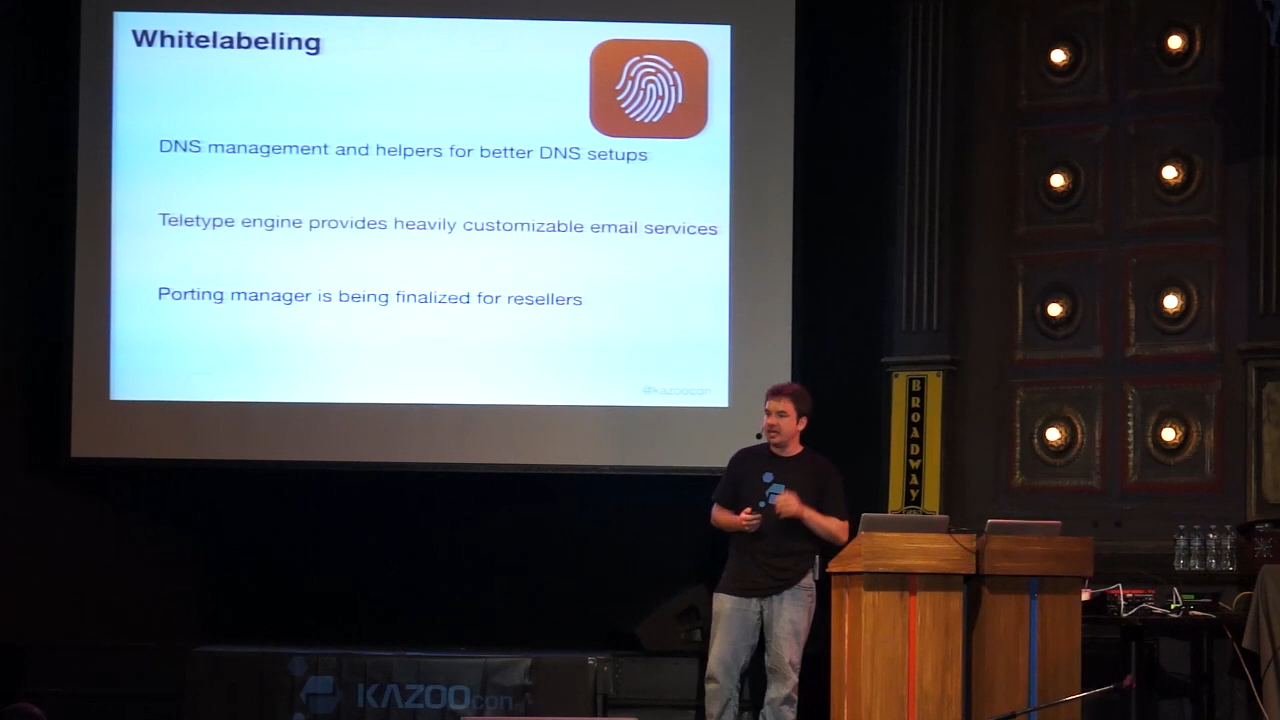 Whitelabeling
DNS management and helpers for better DNS setups
Teletype engine provides heavily customizable email services
Porting manager is being finalized for resellers
@kazoocon
BROADWAY
KAZOOcon